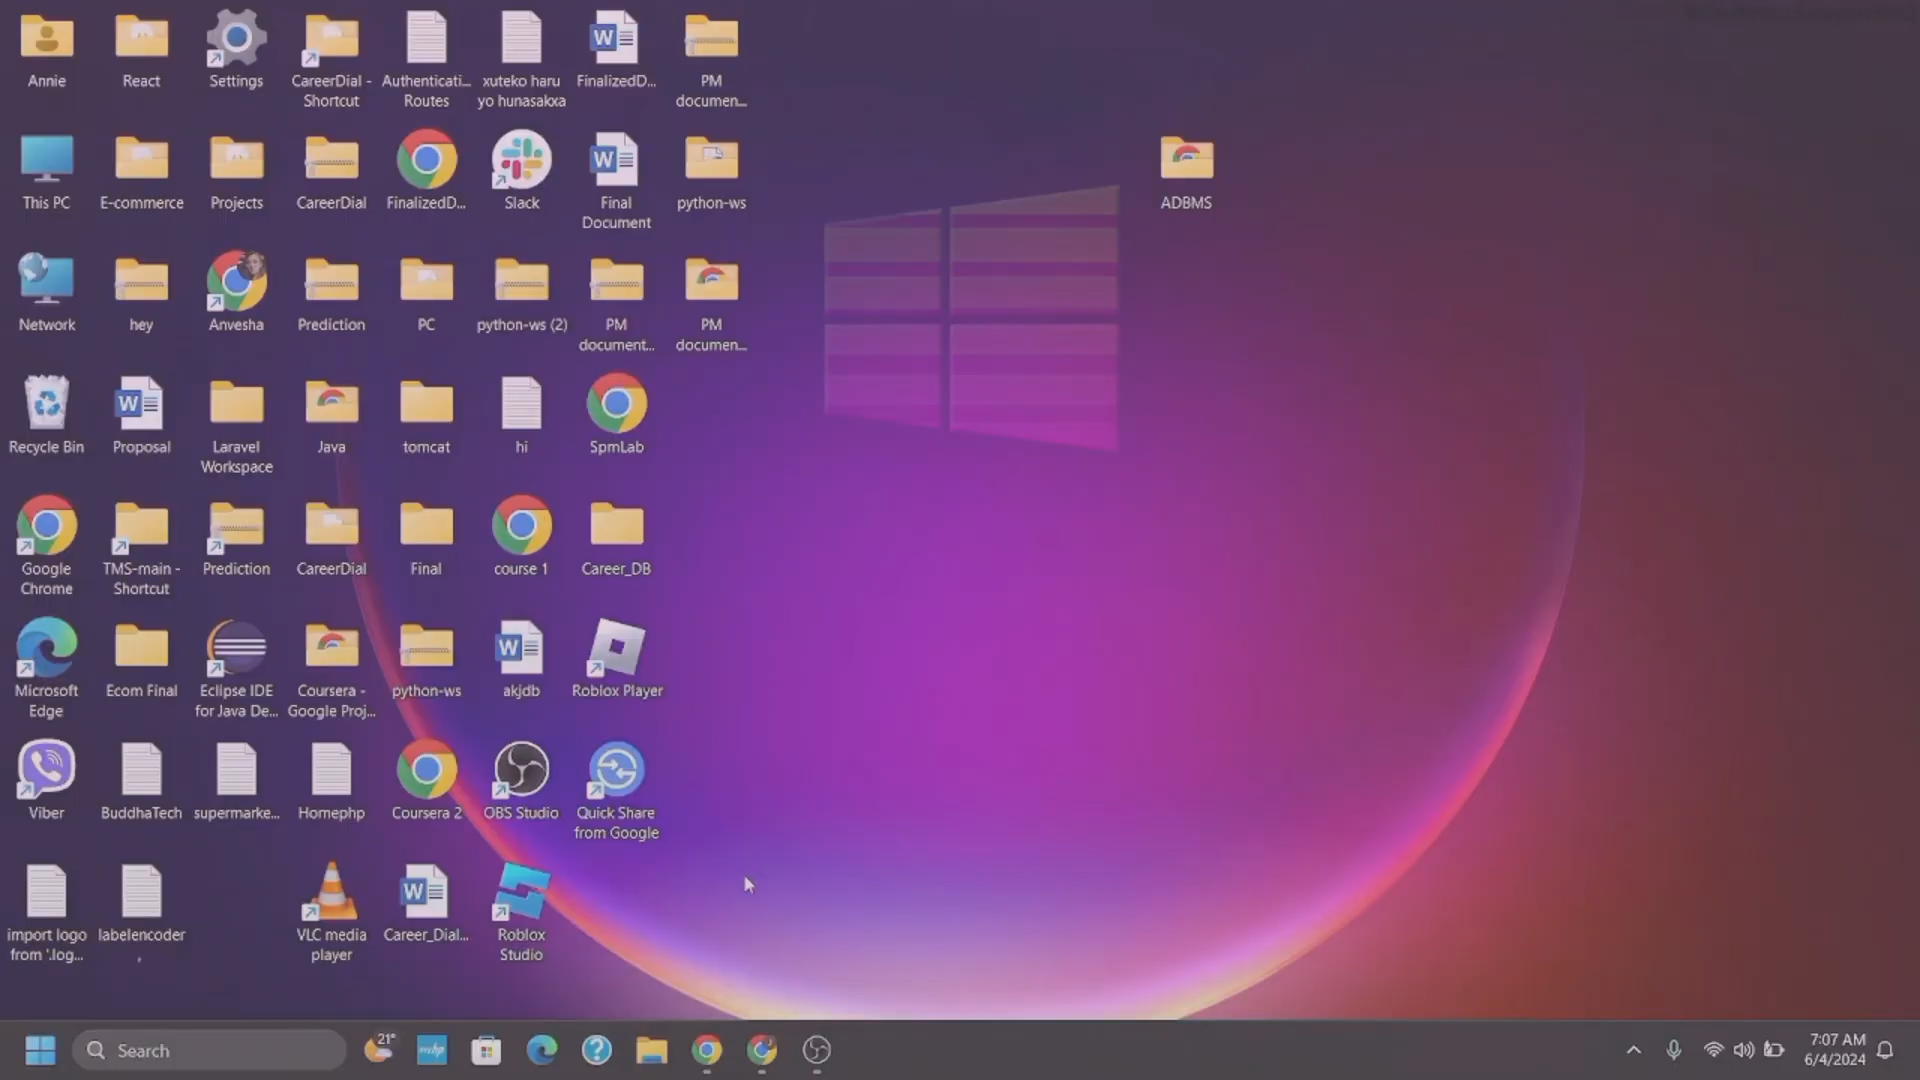 Annie
React
Settings
CareerDial -
Shortcut
Authenticati...
Routes
xuteko haru
yo hunasakxa
FinalizedD...
PM
documen...
This PC
E-commerce
Projects
CareerDial
FinalizedD...
Slack
Final
Document
python-ws
ADBMS
Network
hey
Anvesha
Prediction
PC
python-ws (2)
PM
document...
PM
documen...
Recycle Bin
Proposal
Laravel
Workspace
Java
tomcat
hi
SpmLab
Google
Chrome
TMS-main -
Shortcut
Prediction
CareerDial
Final
course 1
Career_DB
Microsoft
Edge
Ecom Final
Eclipse IDE
for Java De...
Coursera -
Google Proj...
python-ws
akjdb
Roblox Player
Viber
BuddhaTech
supermarke...
Homephp
Coursera 2
OBS Studio
Quick Share
from Google
import logo
from '.log...
labelencoder
,
VLC media
player
Career_Dial...
Roblox
Studio
Search
21°
mhp
7:07 AM
6/4/2024